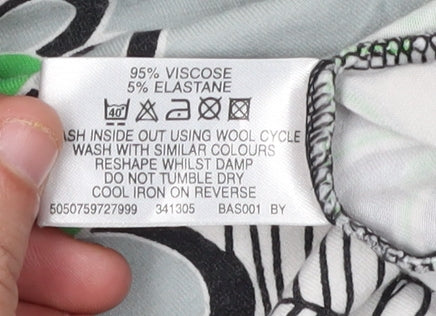 95% VISCOSE
5% ELASTANE
40
INSIDE OUT USING WOOL CYCLE
WASH WITH SIMILAR COLOURS
RESHAPE WHILST DAMP
DO NOT TUMBLE DRY
COOL IRON ON REVERSE
5050759727999 341305 BAS001 BY